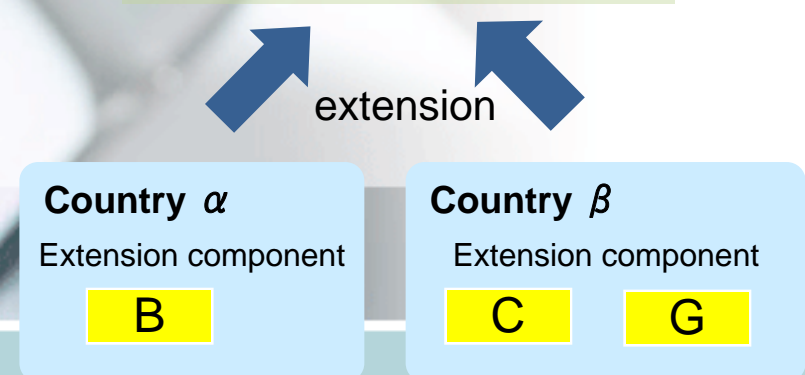 extension
Country α
Extension component
B
Country β
Extension component
C G